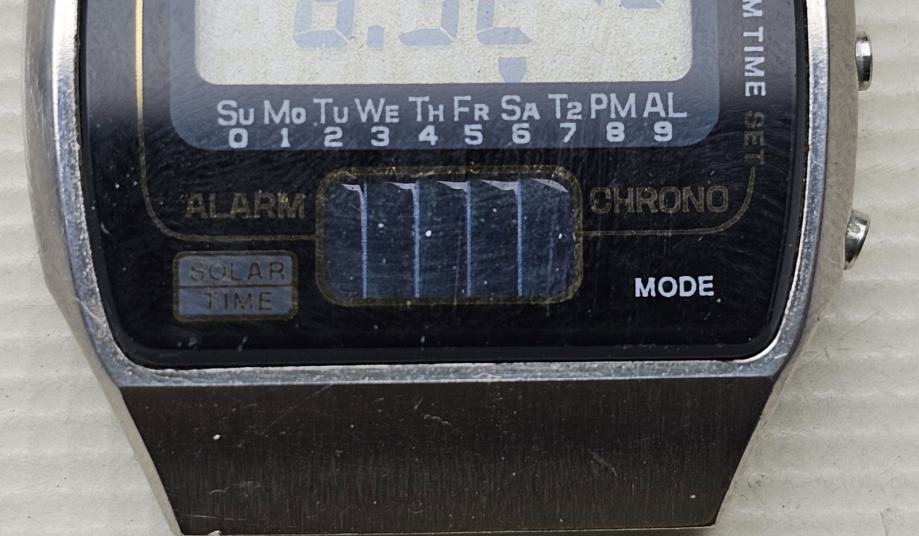 SU MO TU WE TH FR SA T2 PM AL
0 1 2 3 4 5 6 7 8 9
M TIME SET
ALARM
CHRONO
SOLAR
TIME
MODE